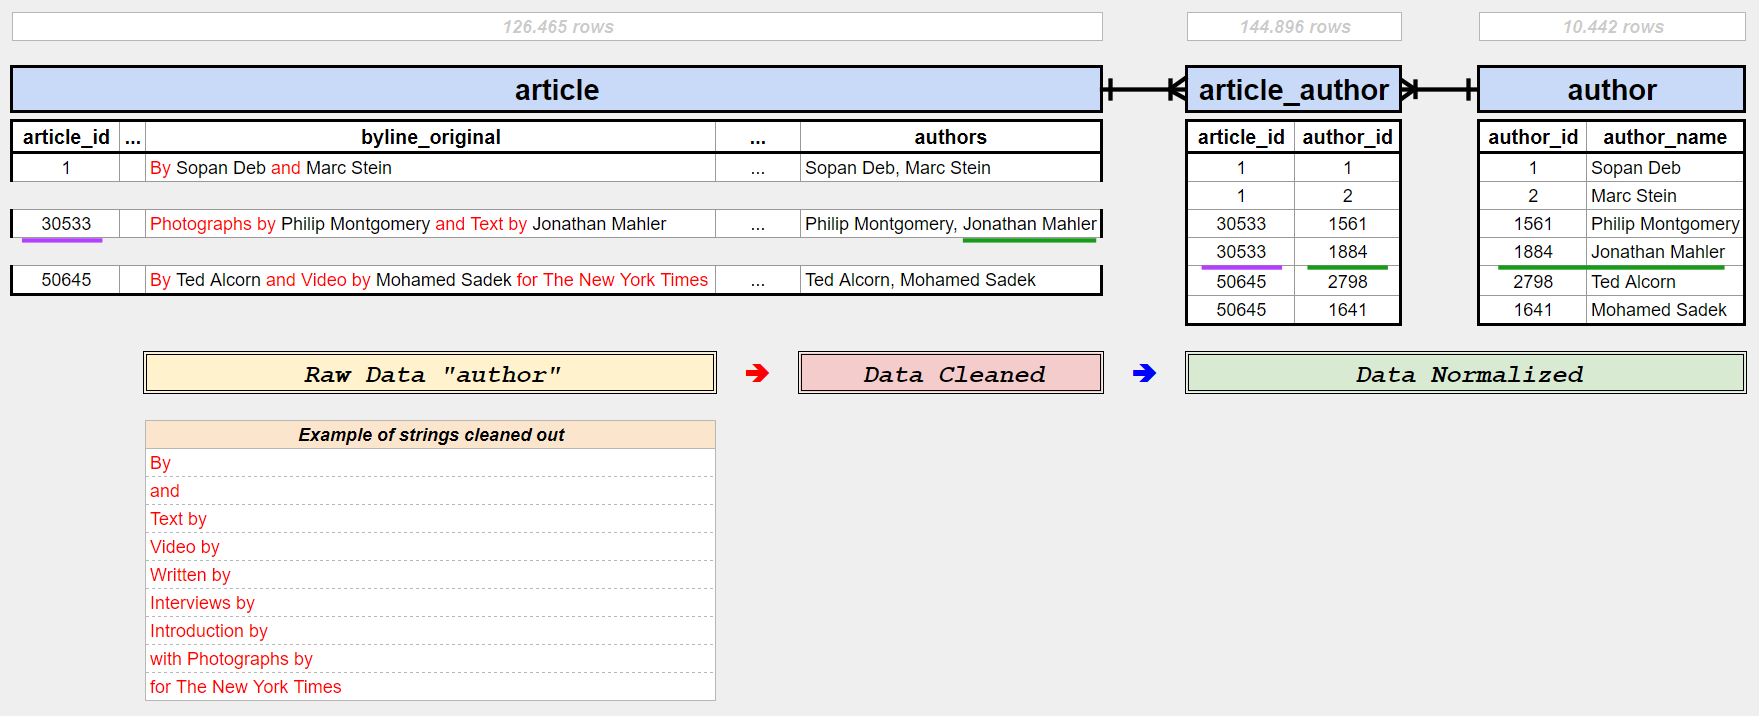 126.465 rows 144.896 rows 10.442 rows
article article_author author
article_id ... byline_original ... authors article_id author_id author_id author_name
1 By Sopan Deb and Marc Stein ... Sopan Deb, Marc Stein 1 1 1 Sopan Deb
1 2 2 Marc Stein
30533 Photographs by Philip Montgomery and Text by Jonathan Mahler ... Philip Montgomery, Jonathan Mahler 30533 1561 1561 Philip Montgomery
30533 1884 1884 Jonathan Mahler
50645 By Ted Alcorn and Video by Mohamed Sadek for The New York Times ... Ted Alcorn, Mohamed Sadek 50645 2798 2798 Ted Alcorn
50645 1641 1641 Mohamed Sadek
Raw Data "author" ➔ Data Cleaned ➔ Data Normalized
Example of strings cleaned out
By
and
Text by
Video by
Written by
Interviews by
Introduction by
with Photographs by
for The New York Times